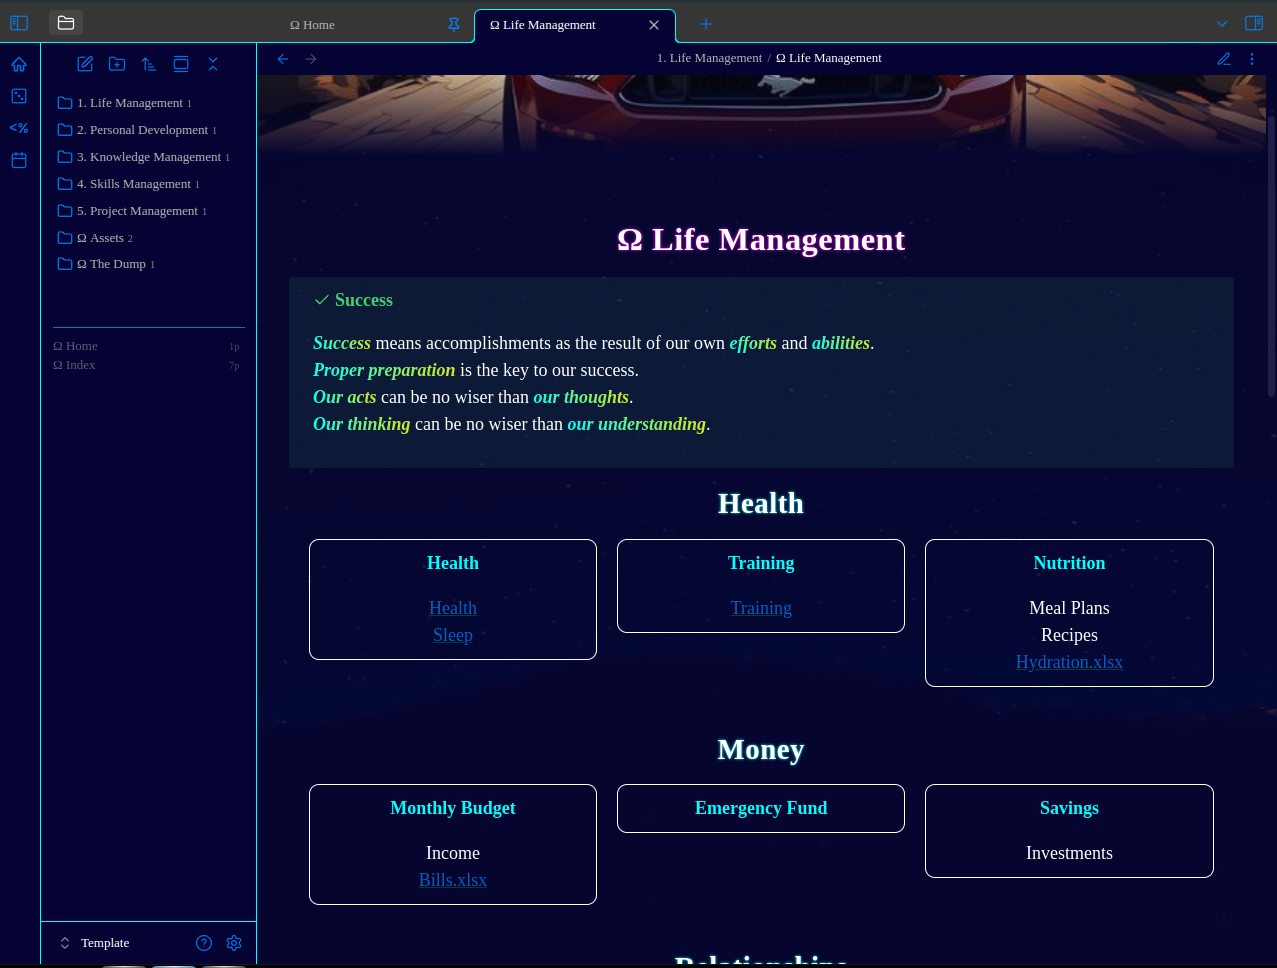 Ω Home
Ω Life Management
1. Life Management / Ω Life Management
<%
1. Life Management 1
2. Personal Development 1
3. Knowledge Management 1
4. Skills Management 1
5. Project Management 1
Ω Assets 2
Ω The Dump 1
Ω Home 1p
Ω Index 7p
Template
Ω Life Management
Success
Success means accomplishments as the result of our own efforts and abilities.
Proper preparation is the key to our success.
Our acts can be no wiser than our thoughts.
Our thinking can be no wiser than our understanding.
Health
Health
Health
Sleep
Training
Training
Nutrition
Meal Plans
Recipes
Hydration.xlsx
Money
Monthly Budget
Income
Bills.xlsx
Emergency Fund
Savings
Investments
Relationships